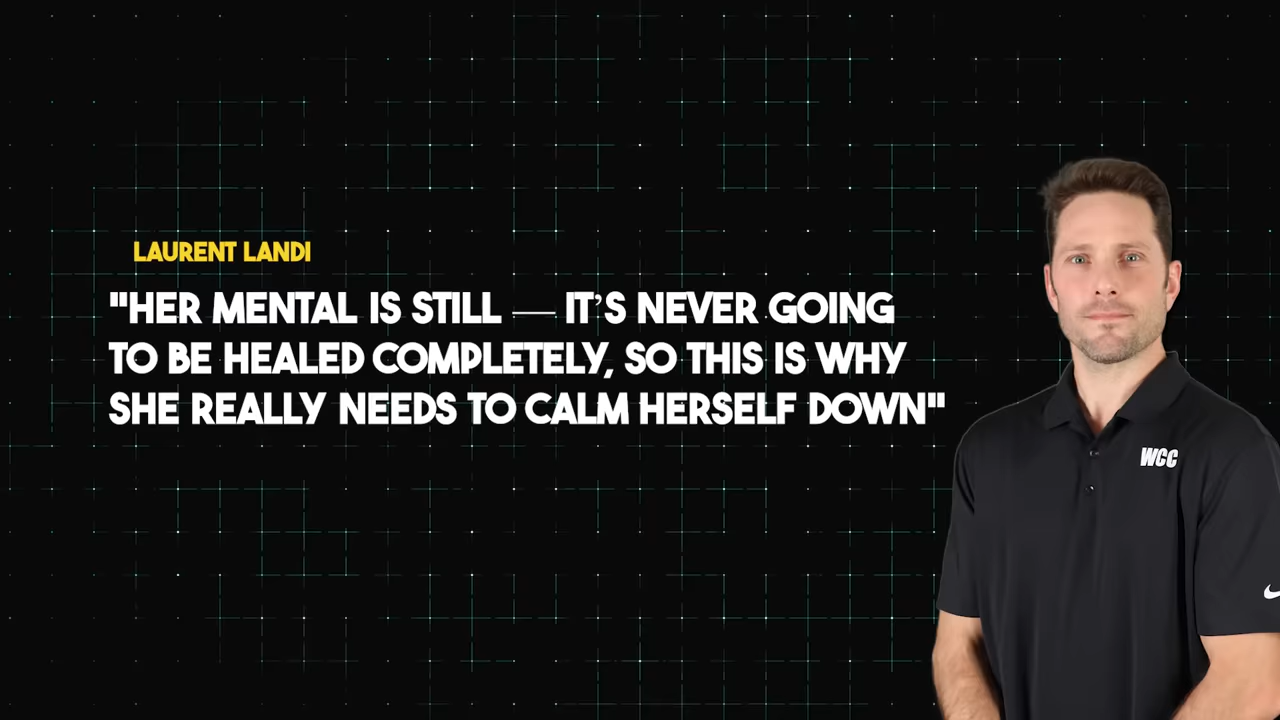 LAURENT LANDI
"HER MENTAL IS STILL — IT'S NEVER GOING
TO BE HEALED COMPLETELY, SO THIS IS WHY
SHE REALLY NEEDS TO CALM HERSELF DOWN"
WCC